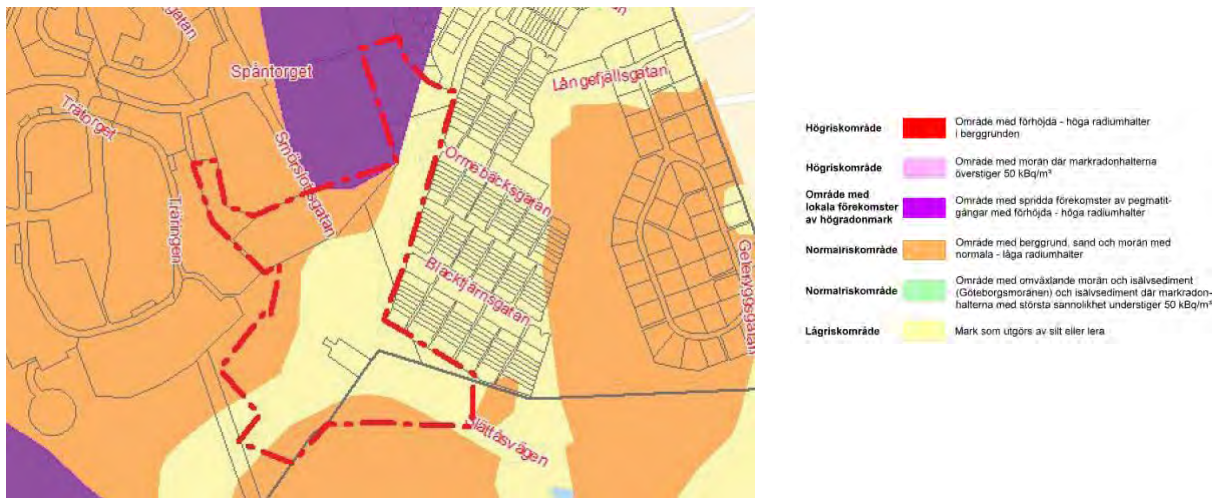 Spåntorget
Långefjällsgatan
Trätorget
Smörslottsgatan
Ormebäcksgatan
Träringen
Bläcktjärnsgatan
Getebyggsgatan
Högriskområde
Område med förhöjda - höga radiumhalter
i berggrunden
Högriskområde
Område med morän där markradonhalterna
överstiger 50 kBq/m³
Område med
lokala förekomster
av högradonmark
Område med spridda förekomster av pegmatit-
gångar med förhöjda - höga radiumhalter
Normalriskområde
Område med berggrund, sand och morän med
normala - låga radiumhalter
Normalriskområde
Område med omväxlande morän och isälvsediment
(Göteborgsmoränen) och isälvsediment där markradon-
halterna med största sannolikhet understiger 50 kBq/m³
Lågriskområde
Mark som utgörs av silt eller lera